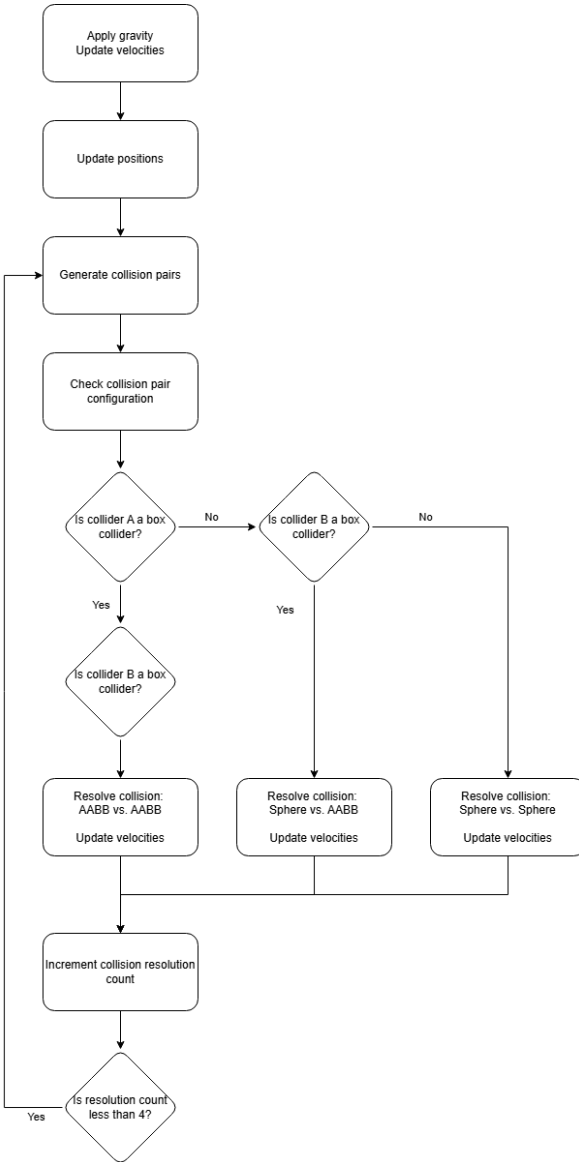 Apply gravity
Update velocities
Update positions
Generate collision pairs
Check collision pair
configuration
Is collider A a box
collider?
No
Is collider B a box
collider?
No
Yes
Yes
Is collider B a box
collider?
Resolve collision:
AABB vs. AABB
Update velocities
Resolve collision:
Sphere vs. AABB
Update velocities
Resolve collision:
Sphere vs. Sphere
Update velocities
Increment collision resolution
count
Is resolution count
less than 4?
Yes